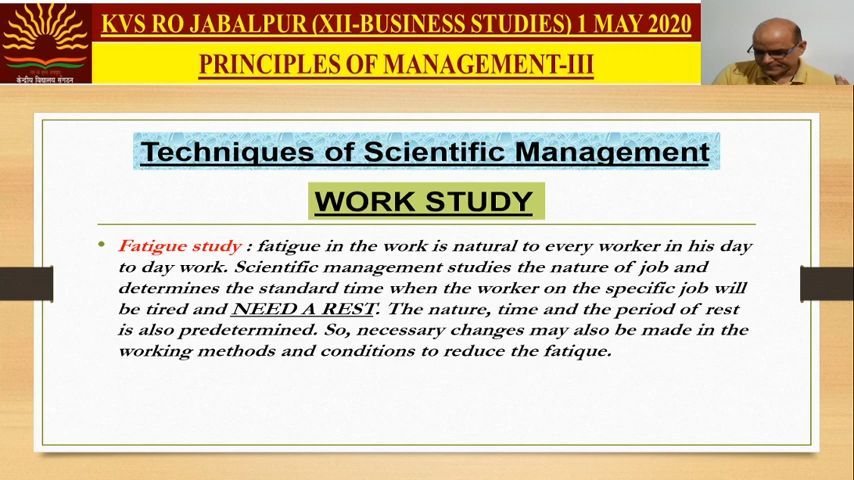 KVS RO JABALPUR (XII-BUSINESS STUDIES) 1 MAY 2020
PRINCIPLES OF MANAGEMENT-III
केन्द्रीय विद्यालय संगठन
Techniques of Scientific Management
WORK STUDY
• Fatigue study : fatigue in the work is natural to every worker in his day
to day work. Scientific management studies the nature of job and
determines the standard time when the worker on the specific job will
be tired and NEED A REST. The nature, time and the period of rest
is also predetermined. So, necessary changes may also be made in the
working methods and conditions to reduce the fatique.